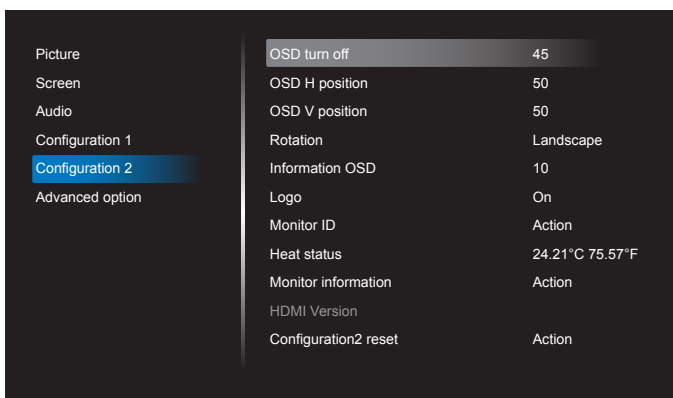 Picture
Screen
Audio
Configuration 1
Configuration 2
Advanced option
OSD turn off 45
OSD H position 50
OSD V position 50
Rotation Landscape
Information OSD 10
Logo On
Monitor ID Action
Heat status 24.21°C 75.57°F
Monitor information Action
HDMI Version
Configuration2 reset Action